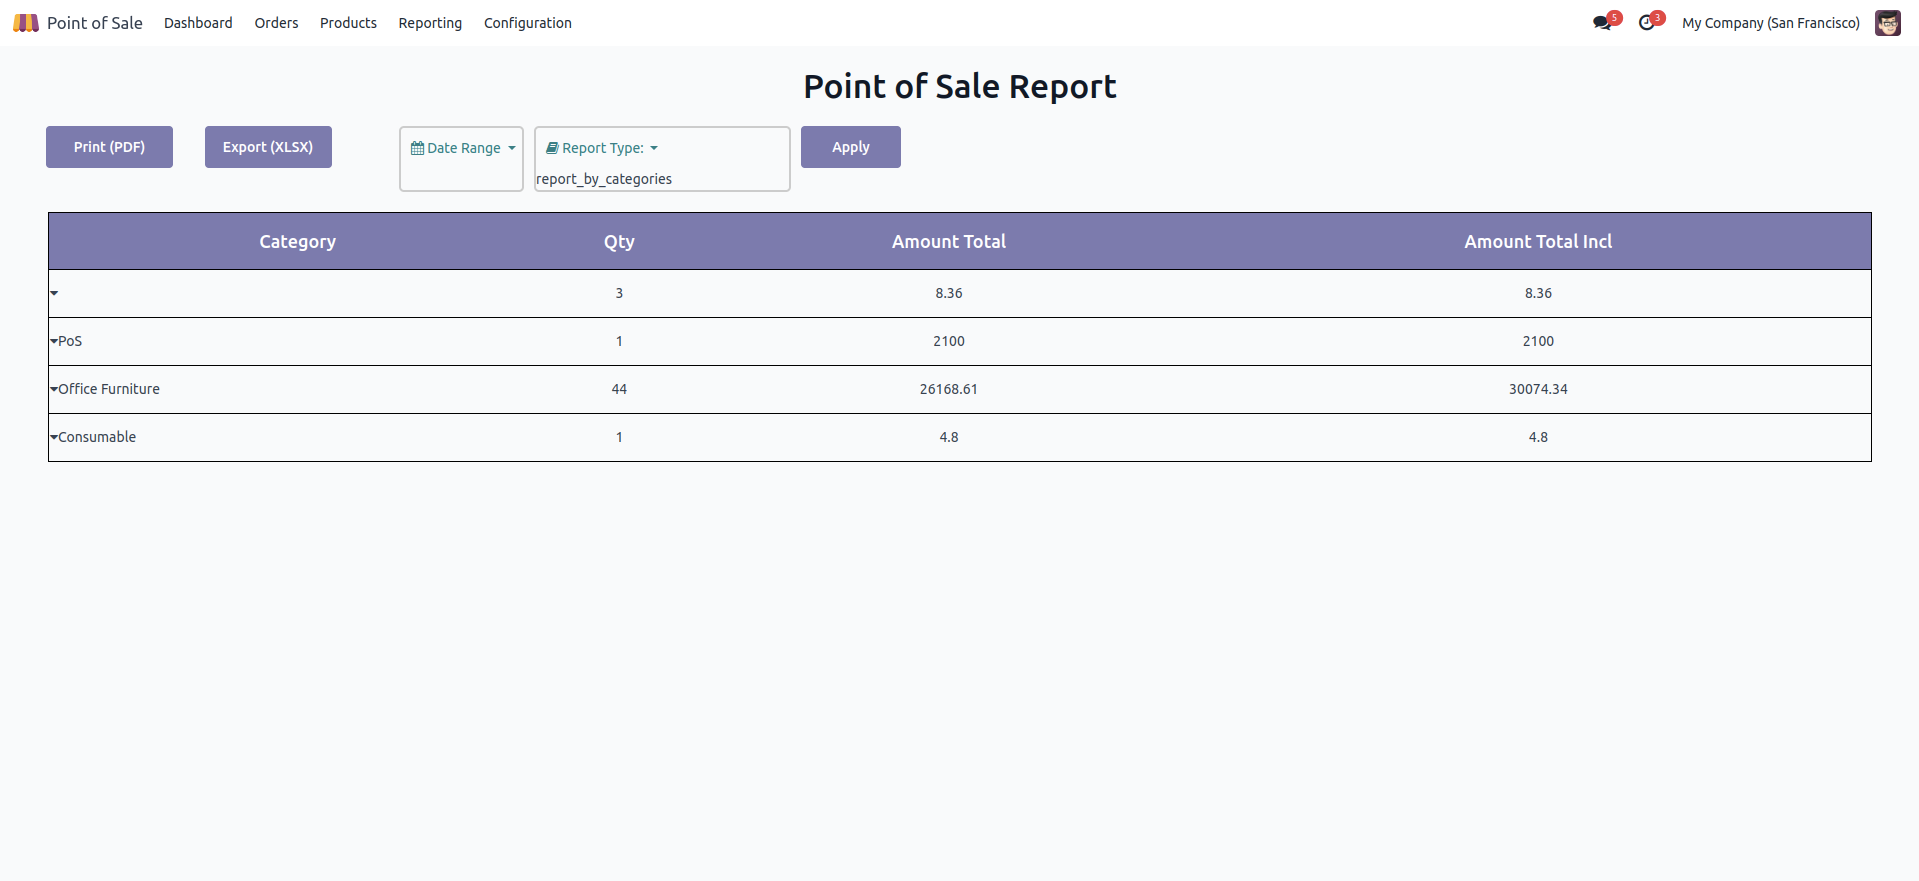 Point of Sale Dashboard Orders Products Reporting Configuration 5 3 My Company (San Francisco)
Point of Sale Report
Print (PDF) Export (XLSX) Date Range Report Type: Apply
report_by_categories
Category Qty Amount Total Amount Total Incl
3 8.36 8.36
PoS 1 2100 2100
Office Furniture 44 26168.61 30074.34
Consumable 1 4.8 4.8